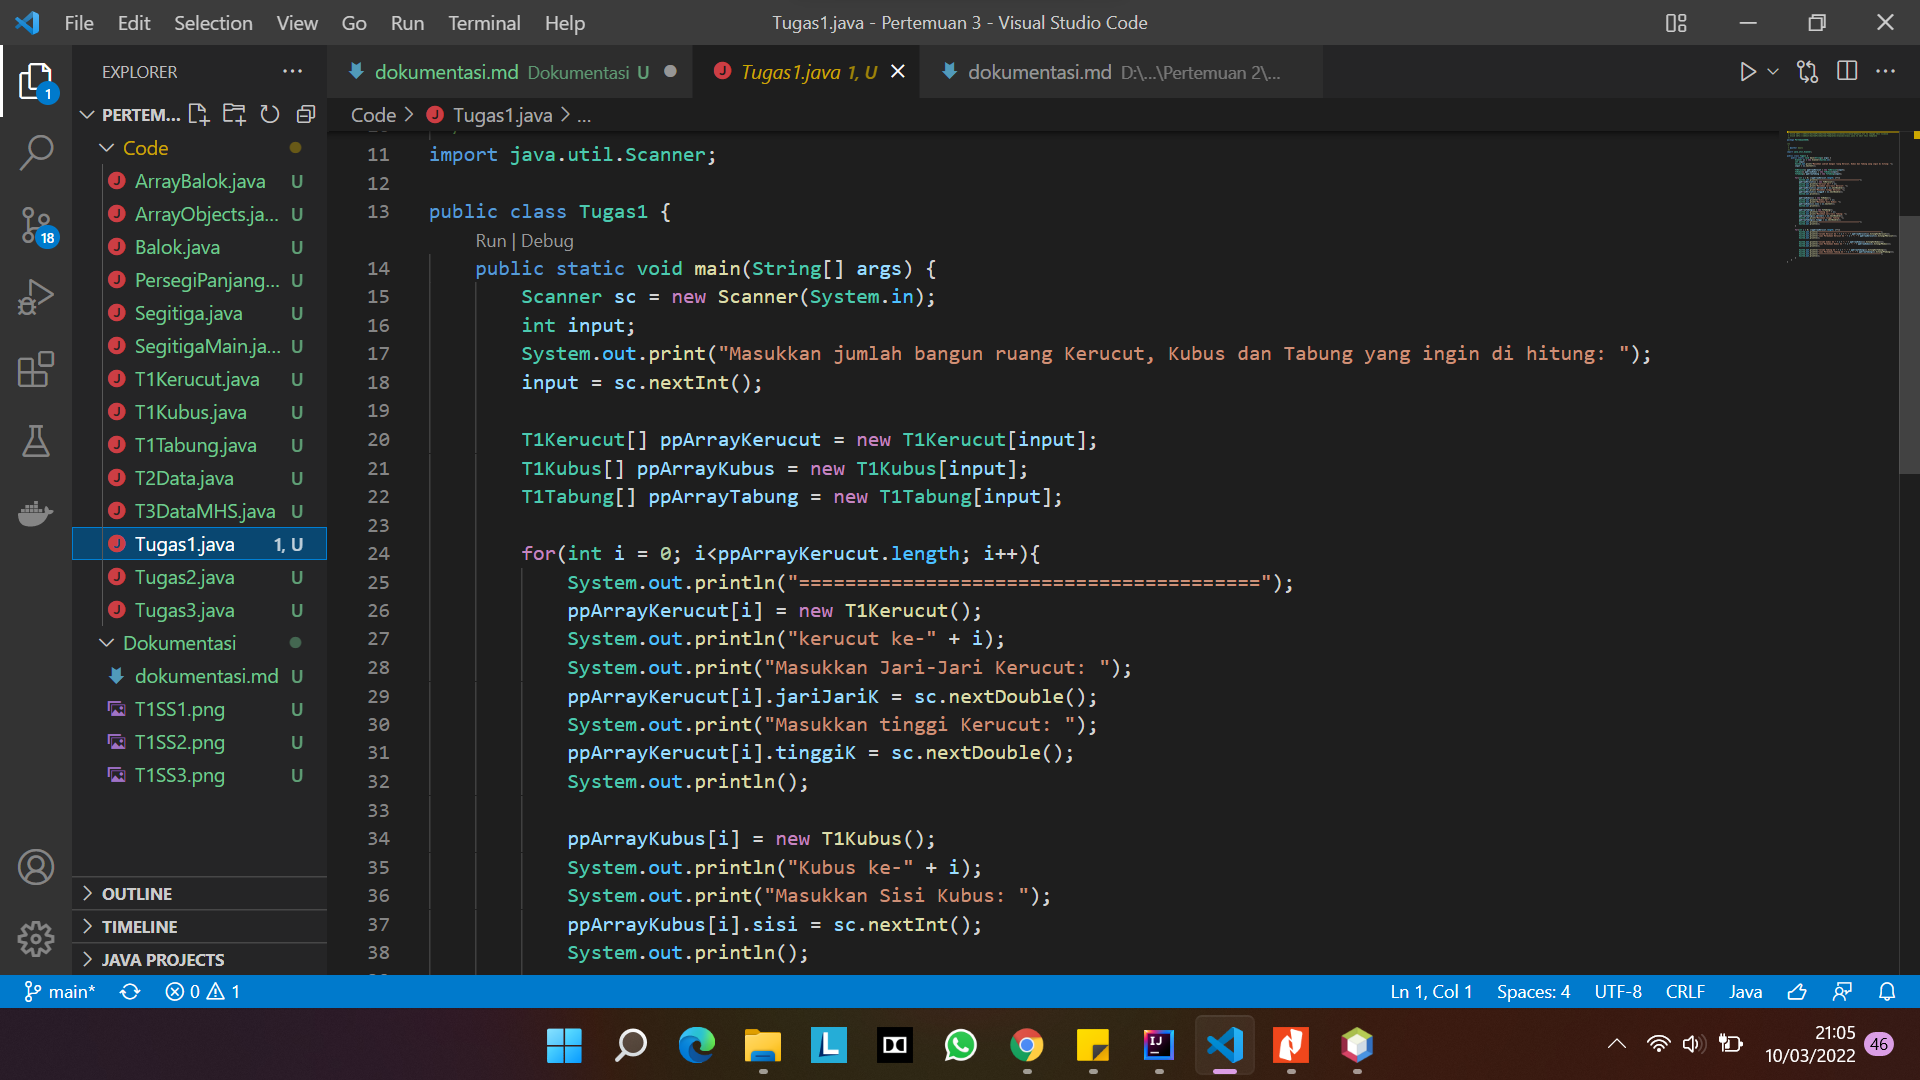 File Edit Selection View Go Run Terminal Help
Tugas1.java - Pertemuan 3 - Visual Studio Code
1
18
EXPLORER
PERTEM...
Code
ArrayBalok.java U
ArrayObjects.ja... U
Balok.java U
PersegiPanjang... U
Segitiga.java U
SegitigaMain.ja... U
T1Kerucut.java U
T1Kubus.java U
T1Tabung.java U
T2Data.java U
T3DataMHS.java U
Tugas1.java 1, U
Tugas2.java U
Tugas3.java U
Dokumentasi
dokumentasi.md U
T1SS1.png U
T1SS2.png U
T1SS3.png U
OUTLINE
TIMELINE
JAVA PROJECTS
dokumentasi.md Dokumentasi U
Tugas1.java 1, U
dokumentasi.md D:\...\Pertemuan 2\...
Code > Tugas1.java > ...
11 import java.util.Scanner;
12
13 public class Tugas1 {
Run | Debug
14 public static void main(String[] args) {
15 Scanner sc = new Scanner(System.in);
16 int input;
17 System.out.print("Masukkan jumlah bangun ruang Kerucut, Kubus dan Tabung yang ingin di hitung: ");
18 input = sc.nextInt();
19
20 T1Kerucut[] ppArrayKerucut = new T1Kerucut[input];
21 T1Kubus[] ppArrayKubus = new T1Kubus[input];
22 T1Tabung[] ppArrayTabung = new T1Tabung[input];
23
24 for(int i = 0; i<ppArrayKerucut.length; i++){
25 System.out.println("========================================");
26 ppArrayKerucut[i] = new T1Kerucut();
27 System.out.println("kerucut ke-" + i);
28 System.out.print("Masukkan Jari-Jari Kerucut: ");
29 ppArrayKerucut[i].jariJariK = sc.nextDouble();
30 System.out.print("Masukkan tinggi Kerucut: ");
31 ppArrayKerucut[i].tinggiK = sc.nextDouble();
32 System.out.println();
33
34 ppArrayKubus[i] = new T1Kubus();
35 System.out.println("Kubus ke-" + i);
36 System.out.print("Masukkan Sisi Kubus: ");
37 ppArrayKubus[i].sisi = sc.nextInt();
38 System.out.println();
main* 0 1
Ln 1, Col 1 Spaces: 4 UTF-8 CRLF Java
L
IJ
21:05
10/03/2022
46